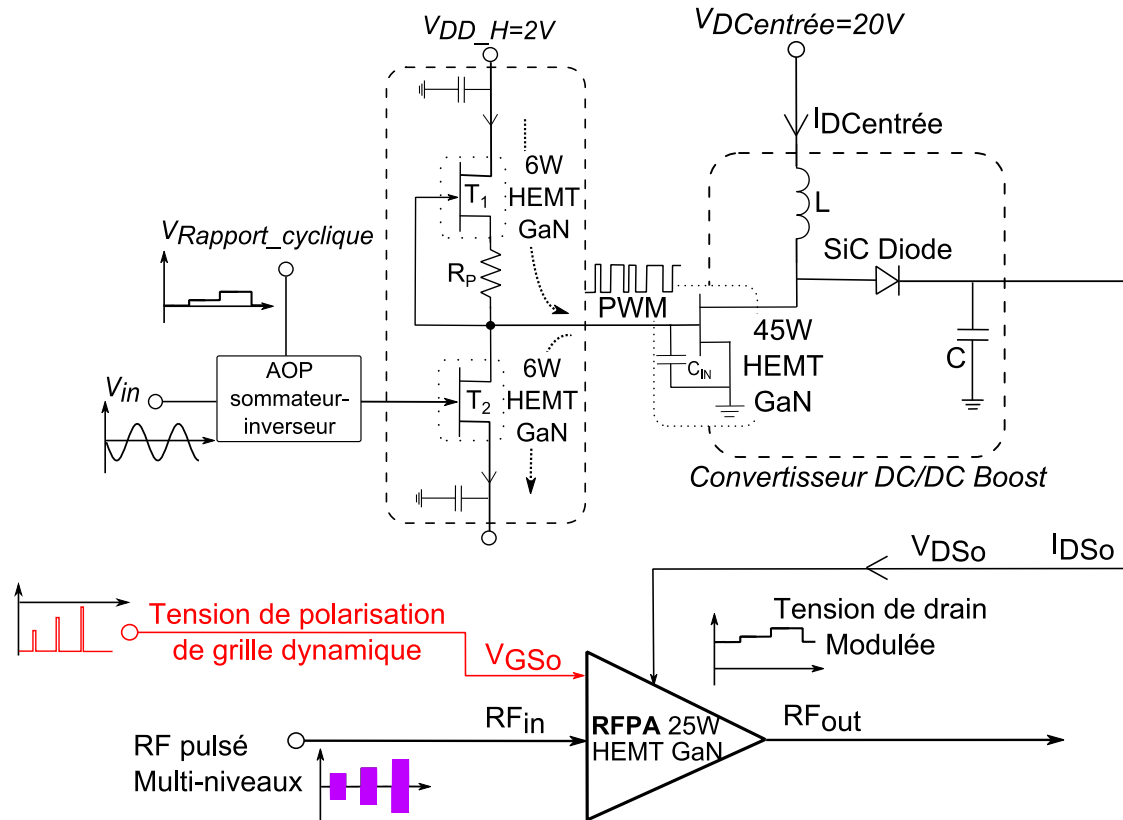 VDD_H=2V
VDCentrée=20V
IDCentrée
6W
HEMT
GaN
T1
L
SiC Diode
VRapport_cyclique
RP
PWM
45W
HEMT
GaN
CIN
C
AOP
sommateur-
inverseur
Vin
6W
HEMT
GaN
T2
Convertisseur DC/DC Boost
VDSo
IDSo
Tension de polarisation
de grille dynamique
VGSo
Tension de drain
Modulée
RFin
RFPA 25W
HEMT GaN
RFout
RF pulsé
Multi-niveaux